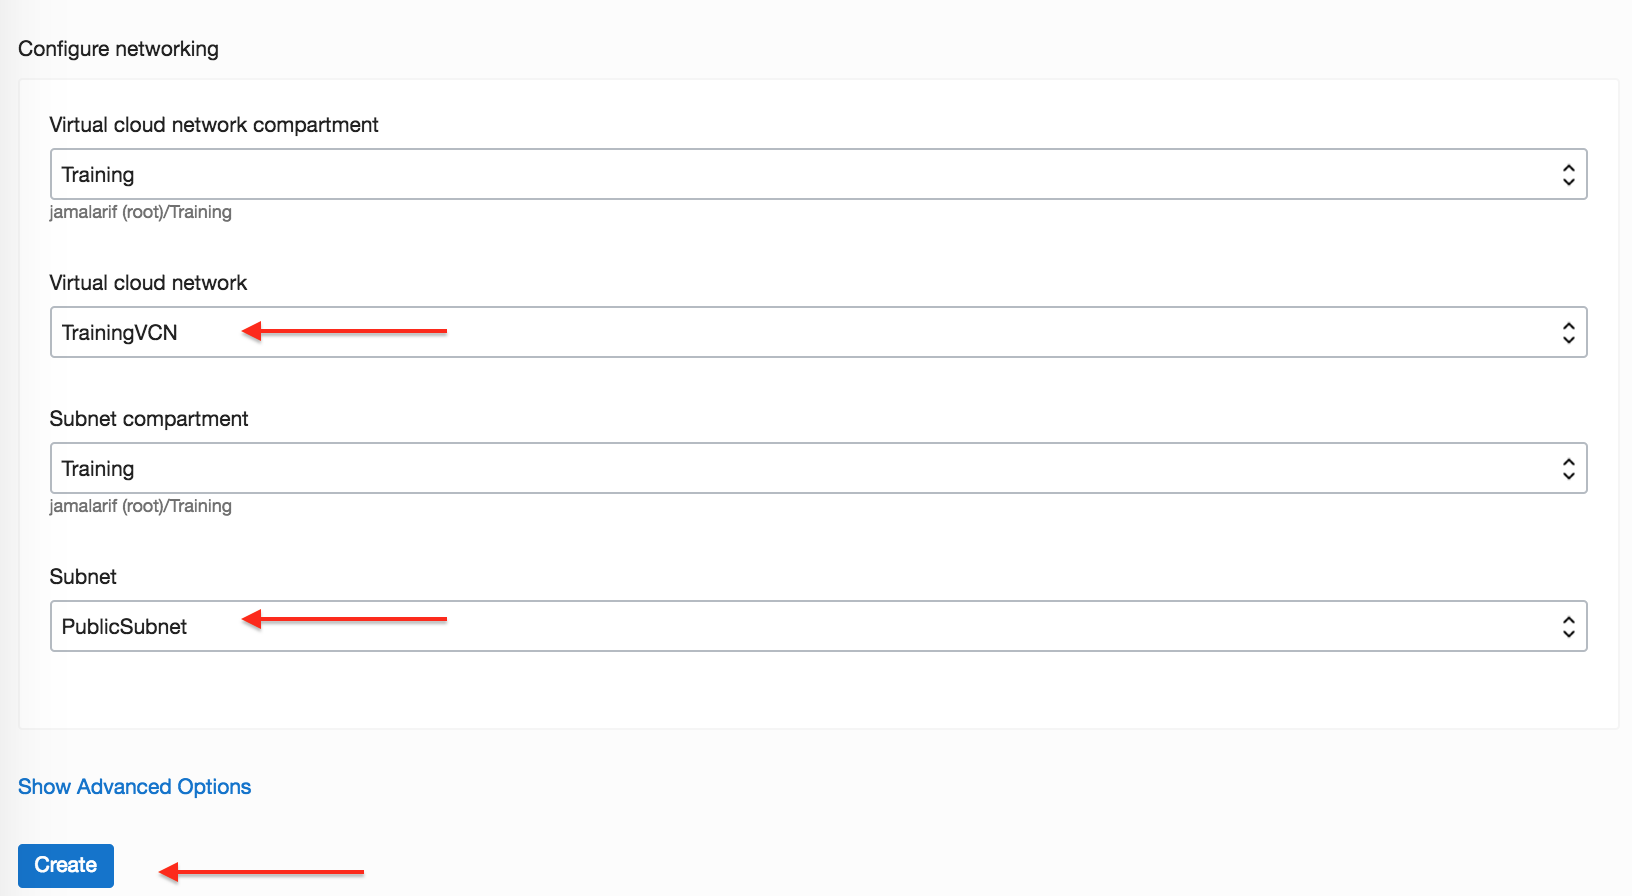 Configure networking
Virtual cloud network compartment
Training
jamalarif (root)/Training
Virtual cloud network
TrainingVCN
Subnet compartment
Training
jamalarif (root)/Training
Subnet
PublicSubnet
Show Advanced Options
Create